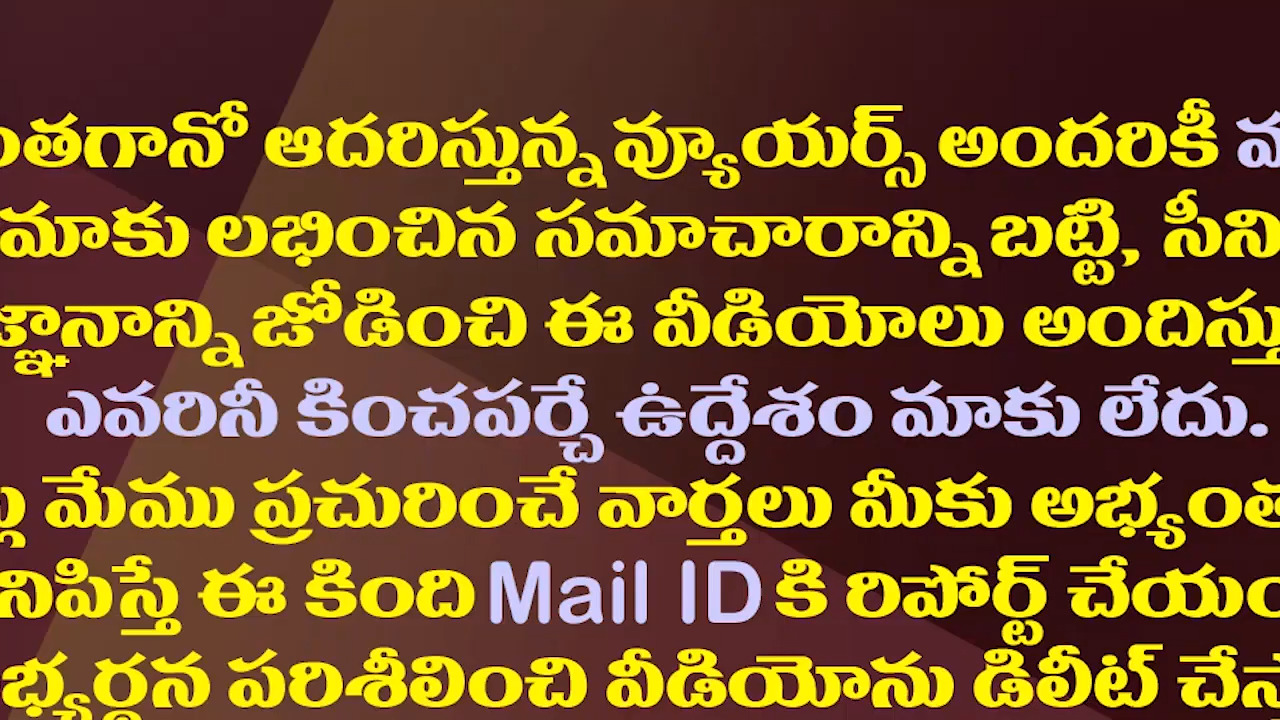 ంతగానో ఆదరిస్తున్న వ్యూయర్స్ అందరికీ
మాకు లభించిన సమాచారాన్ని బట్టి, సీని
జ్ఞానాన్ని జోడించి ఈ వీడియోలు అందిస్తు
ఎవరినీ కించపర్చే ఉద్దేశం మాకు లేదు.
మేము ప్రచురించే వార్తలు మీకు అభ్యంత
నిపిస్తే ఈ కింది Mail ID కి రిపోర్ట్ చేయం
భ్యర్థన పరిశీలించి వీడియోను డిలీట్ చేస